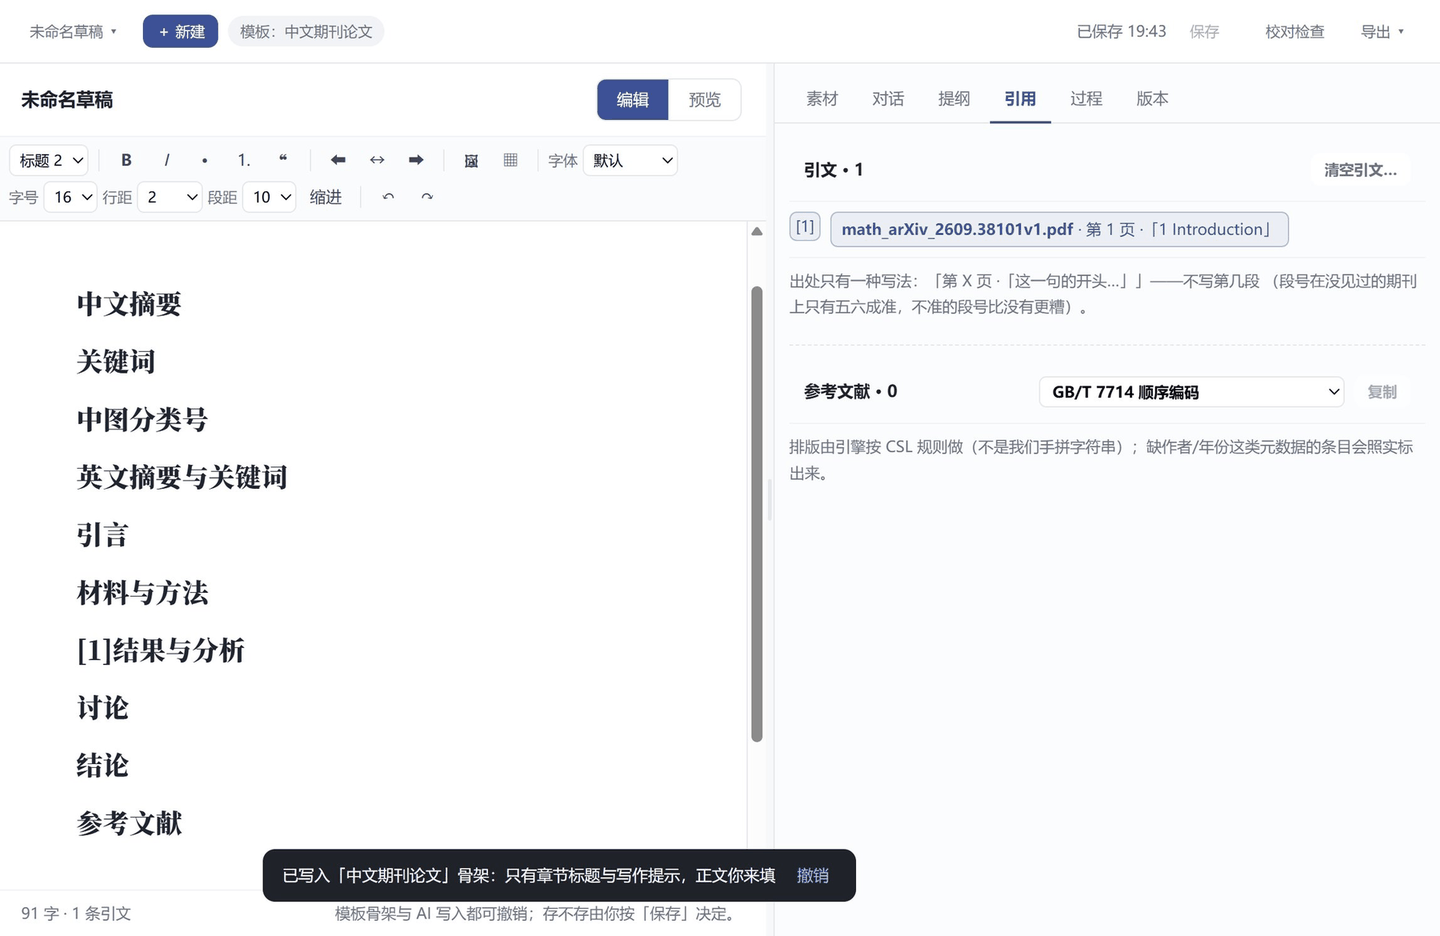 未命名草稿 ▾ + 新建 模板：中文期刊论文 已保存 19:43 保存 校对检查 导出 ▾
未命名草稿 编辑 预览
标题 2 B I • 1. ❝ 字体 默认
字号 16 行距 2 段距 10 缩进
中文摘要
关键词
中图分类号
英文摘要与关键词
引言
材料与方法
[1]结果与分析
讨论
结论
参考文献
已写入「中文期刊论文」骨架：只有章节标题与写作提示，正文你来填 撤销
91 字 · 1 条引文 模板骨架与 AI 写入都可撤销；存不存由你按「保存」决定。
素材 对话 提纲 引用 过程 版本
引文 • 1 清空引文...
[1] math_arXiv_2609.38101v1.pdf · 第 1 页 ·「1 Introduction」
出处只有一种写法：「第 X 页 ·「这一句的开头…」」——不写第几段 （段号在没见过的期刊
上只有五六成准，不准的段号比没有更糟）。
参考文献 • 0 GB/T 7714 顺序编码 复制
排版由引擎按 CSL 规则做（不是我们手拼字符串）；缺作者/年份这类元数据的条目会照实标
出来。